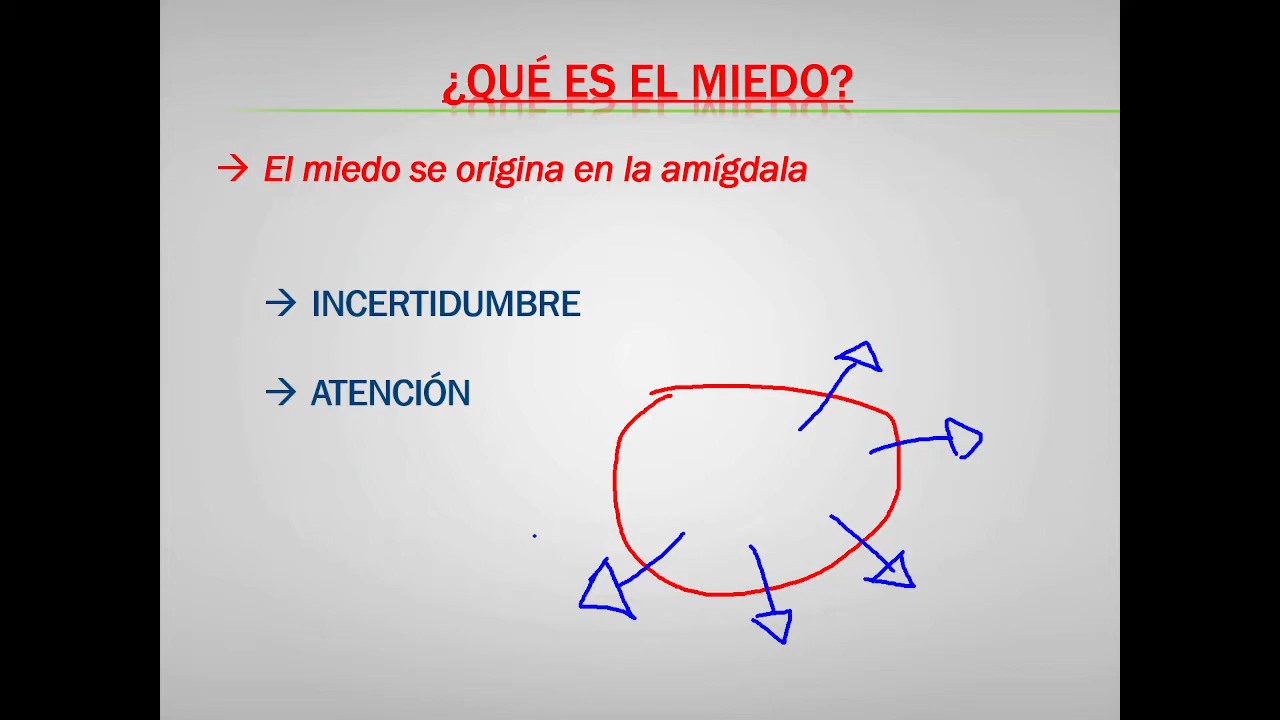 ¿QUÉ ES EL MIEDO?
→ El miedo se origina en la amígdala
→ INCERTIDUMBRE
→ ATENCIÓN